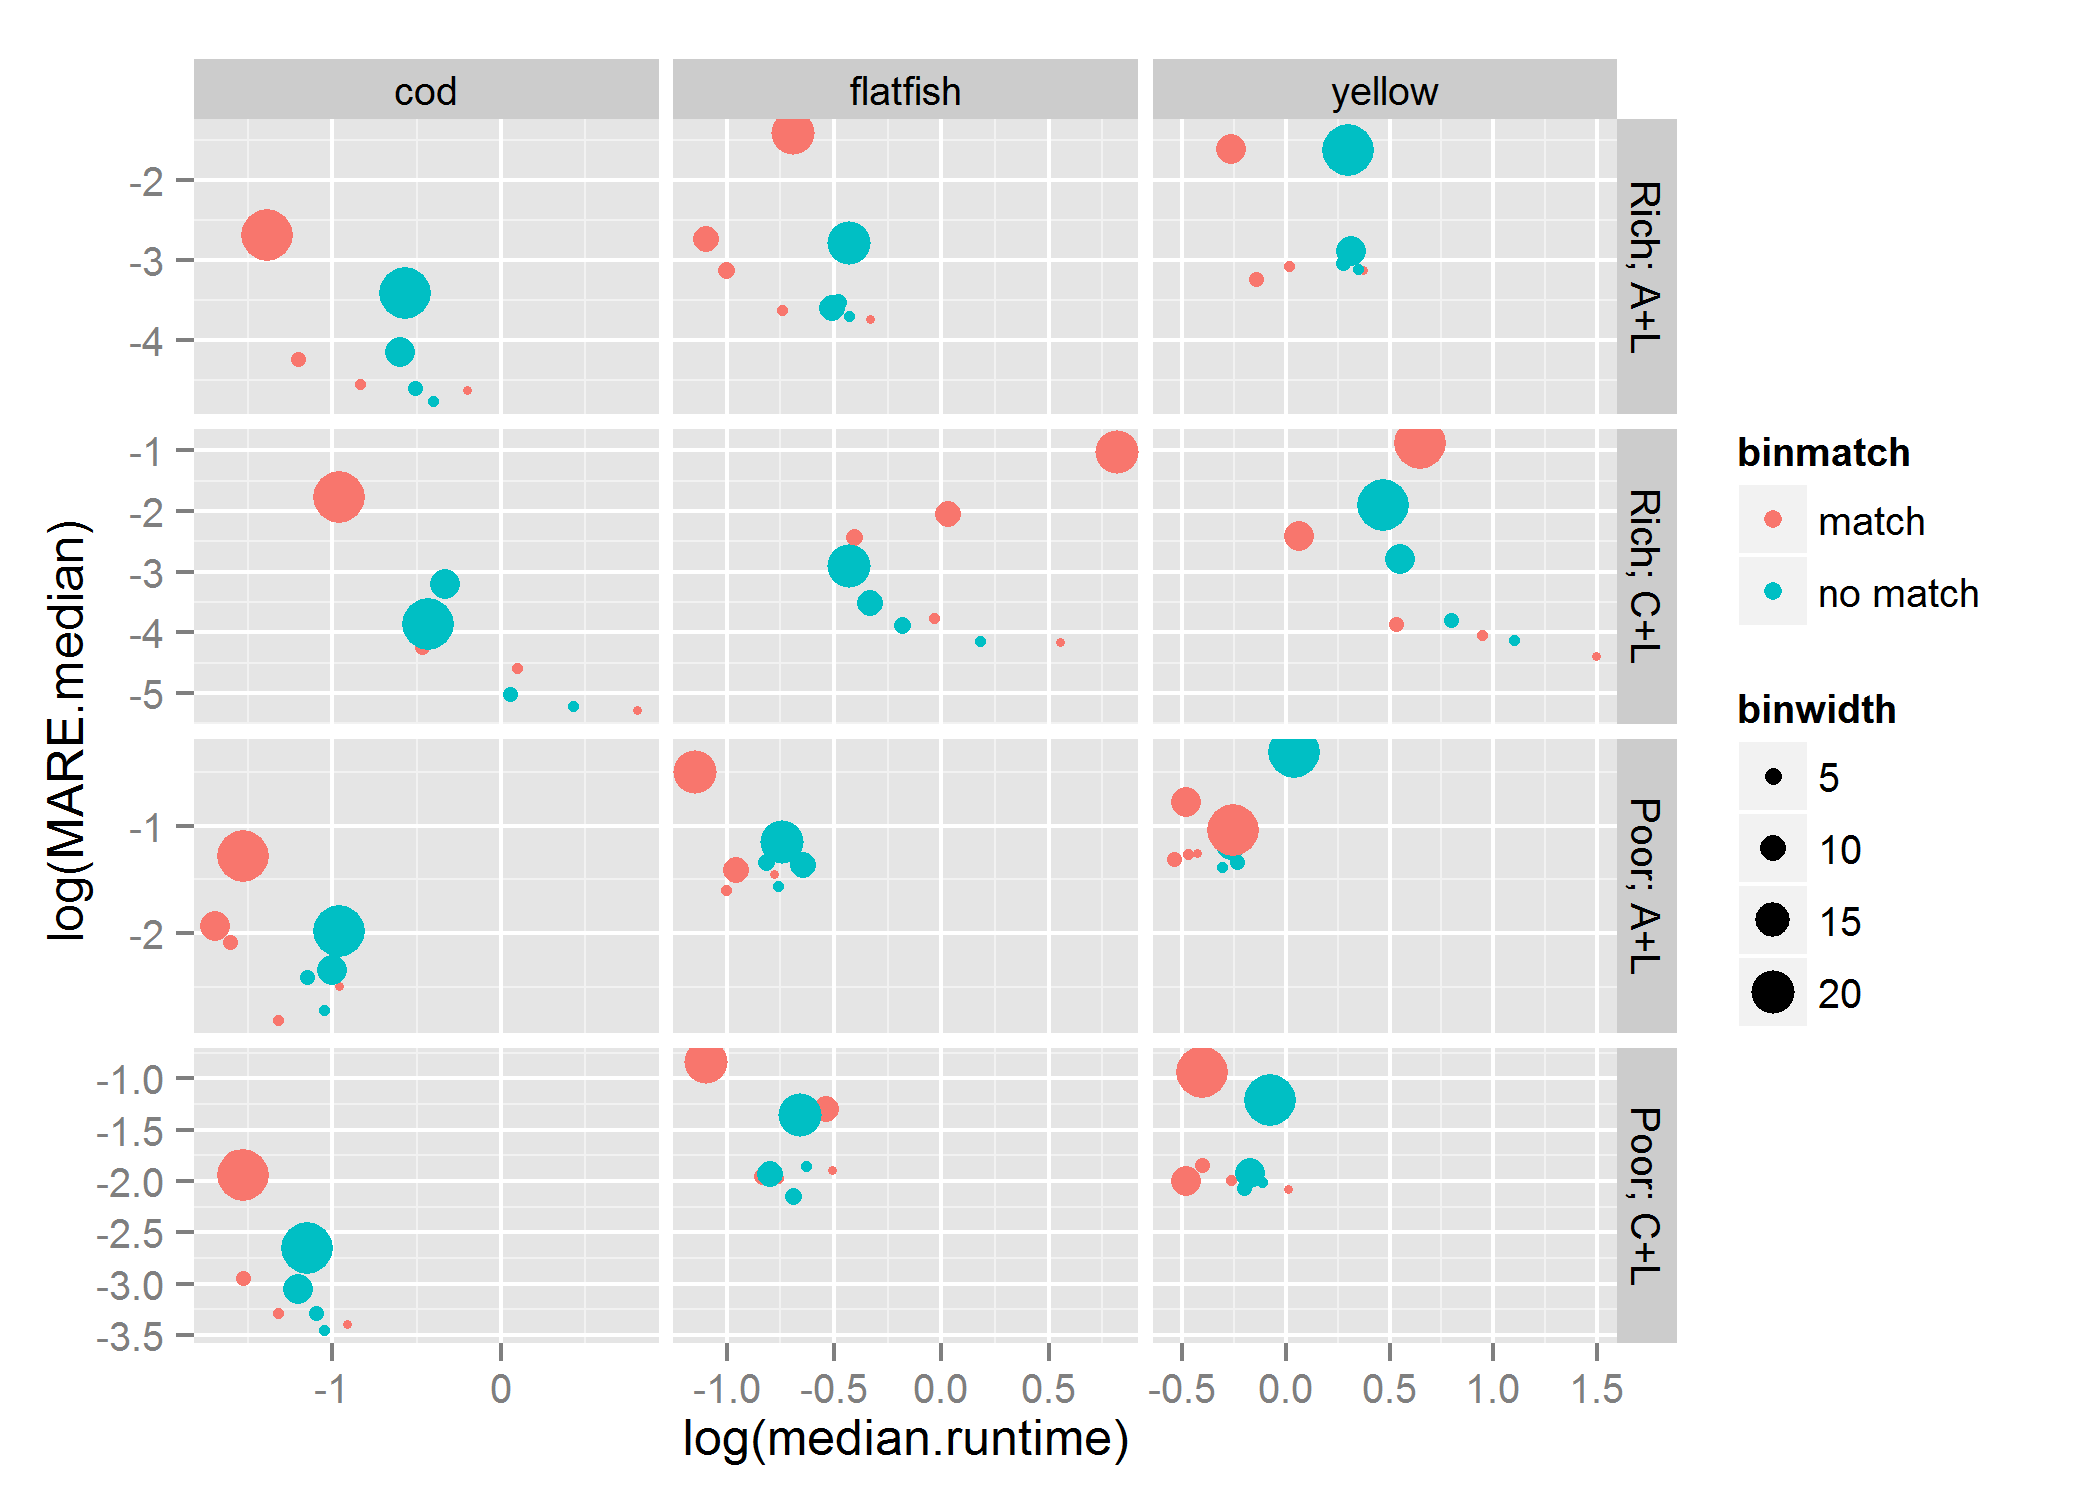 cod
flatfish
yellow
-2
-3
-4
Rich; A+L
-1
-2
-3
-4
-5
Rich; C+L
-1
-2
Poor; A+L
-1.0
-1.5
-2.0
-2.5
-3.0
-3.5
Poor; C+L
-1 0
-1.0 -0.5 0.0 0.5
-0.5 0.0 0.5 1.0 1.5
log(median.runtime)
log(MARE.median)
binmatch
match
no match
binwidth
5
10
15
20